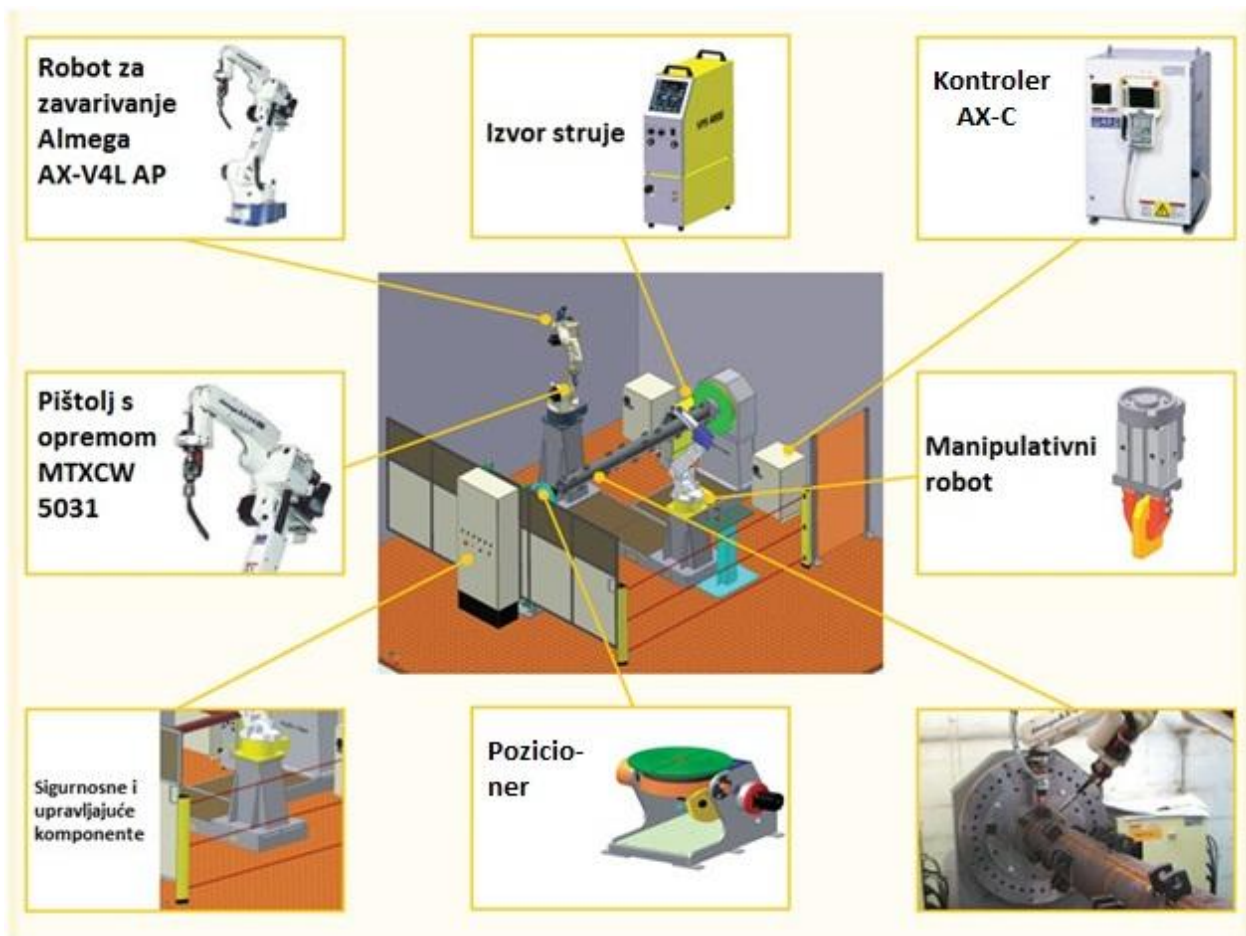 Robot za
zavarivanje
Almega
AX-V4L AP
Izvor struje
Kontroler
AX-C
Pištolj s
opremom
MTXCW
5031
Manipulativni
robot
Sigurnosne i
upravljajuće
komponente
Pozicio-
ner